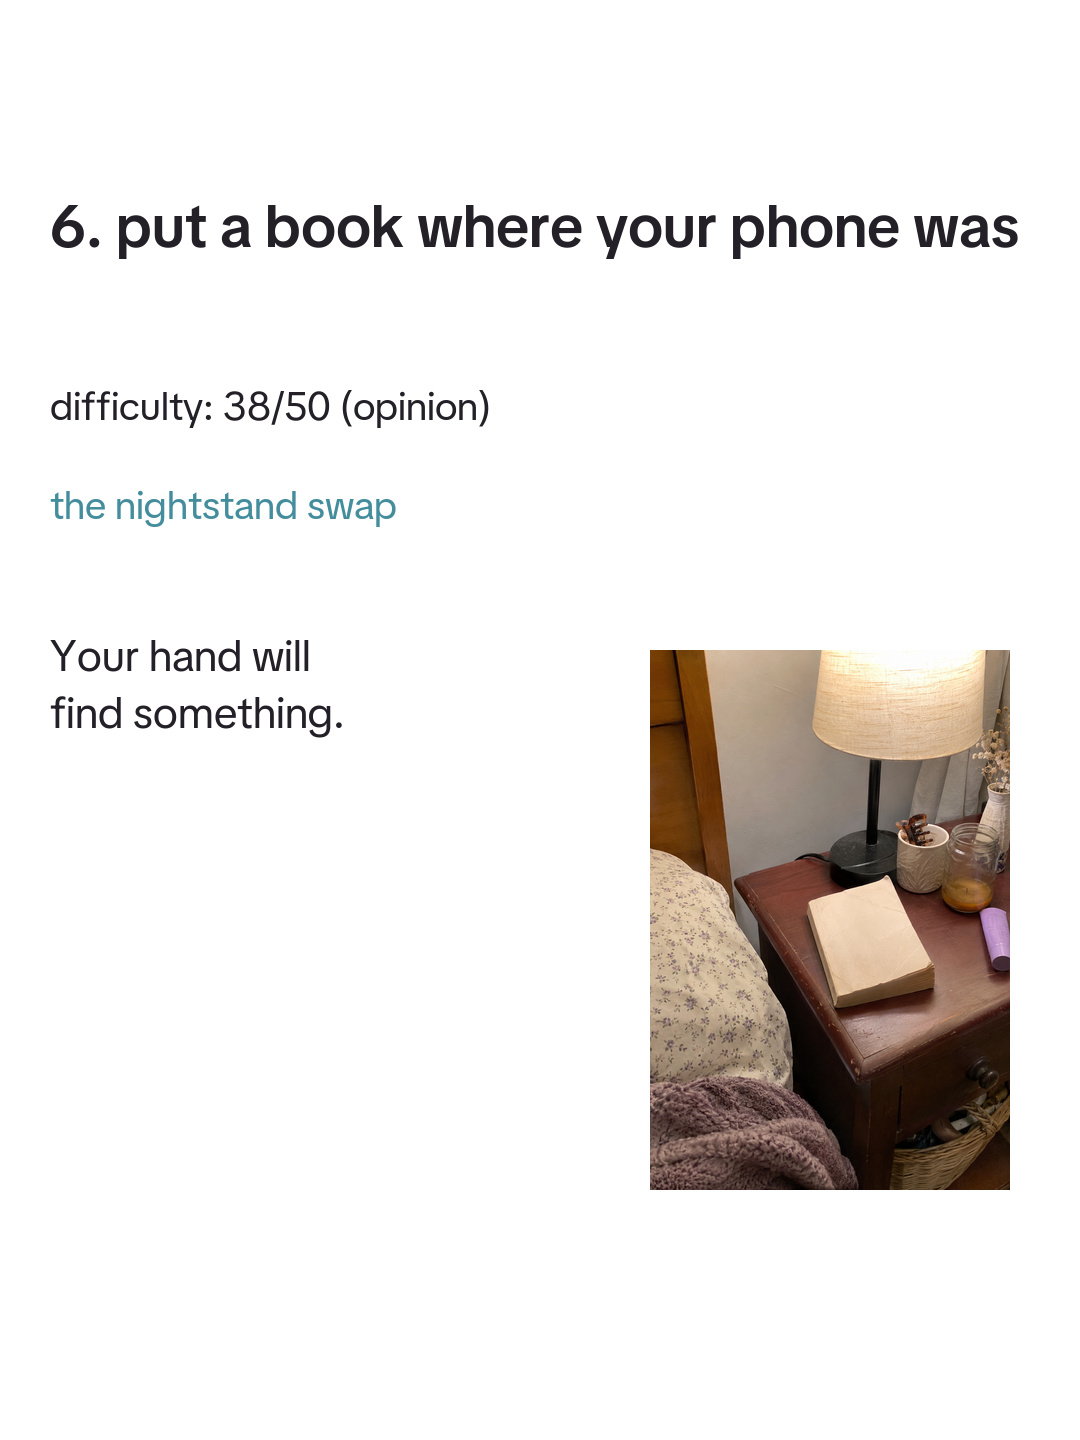 6. put a book where your phone was
difficulty: 38/50 (opinion)
the nightstand swap
Your hand will
find something.